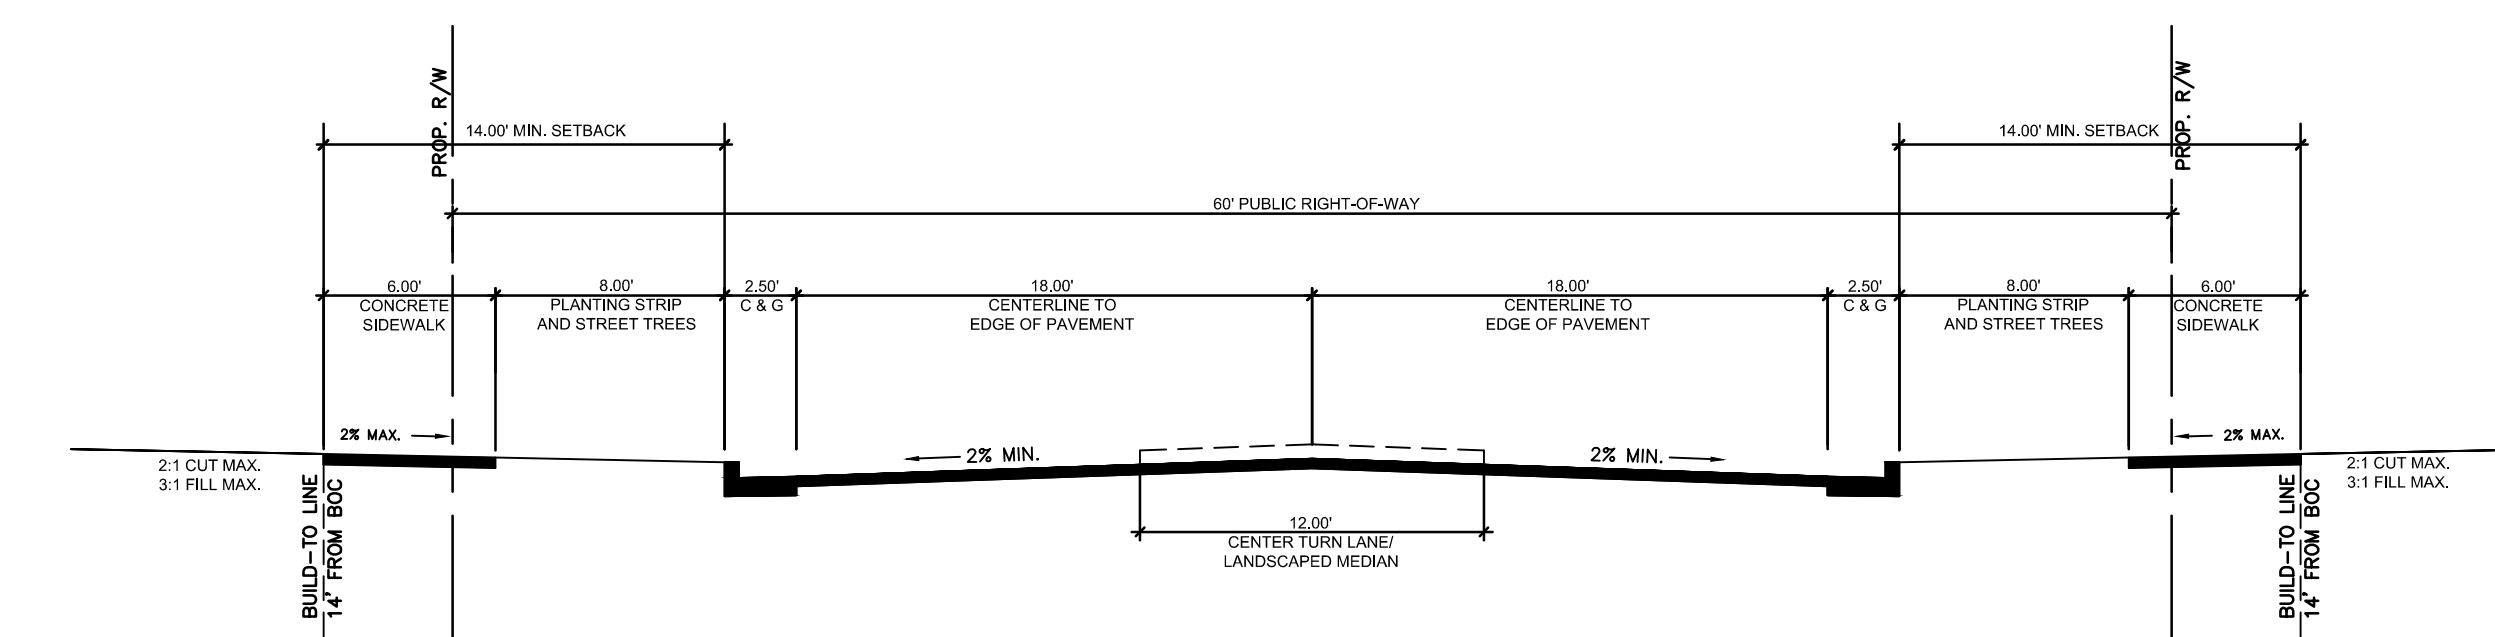 PROP. R/W
PROP. R/W
14.00' MIN. SETBACK
14.00' MIN. SETBACK
60' PUBLIC RIGHT-OF-WAY
6.00'
CONCRETE
SIDEWALK
8.00'
PLANTING STRIP
AND STREET TREES
2.50'
C & G
18.00'
CENTERLINE TO
EDGE OF PAVEMENT
18.00'
CENTERLINE TO
EDGE OF PAVEMENT
2.50'
C & G
8.00'
PLANTING STRIP
AND STREET TREES
6.00'
CONCRETE
SIDEWALK
2% MAX.
2% MIN.
2% MIN.
2% MAX.
2:1 CUT MAX.
3:1 FILL MAX.
2:1 CUT MAX.
3:1 FILL MAX.
BUILD-TO LINE
14' FROM BOC
12.00'
CENTER TURN LANE/
LANDSCAPED MEDIAN
BUILD-TO LINE
14' FROM BOC